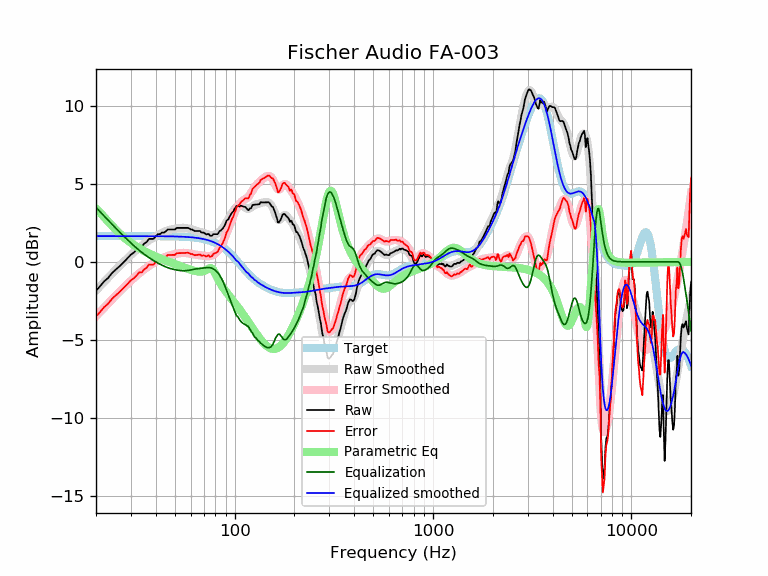 Fischer Audio FA-003
10
5
0
−5
−10
−15
Amplitude (dBr)
Target
Raw Smoothed
Error Smoothed
Raw
Error
Parametric Eq
Equalization
Equalized smoothed
100
1000
10000
Frequency (Hz)